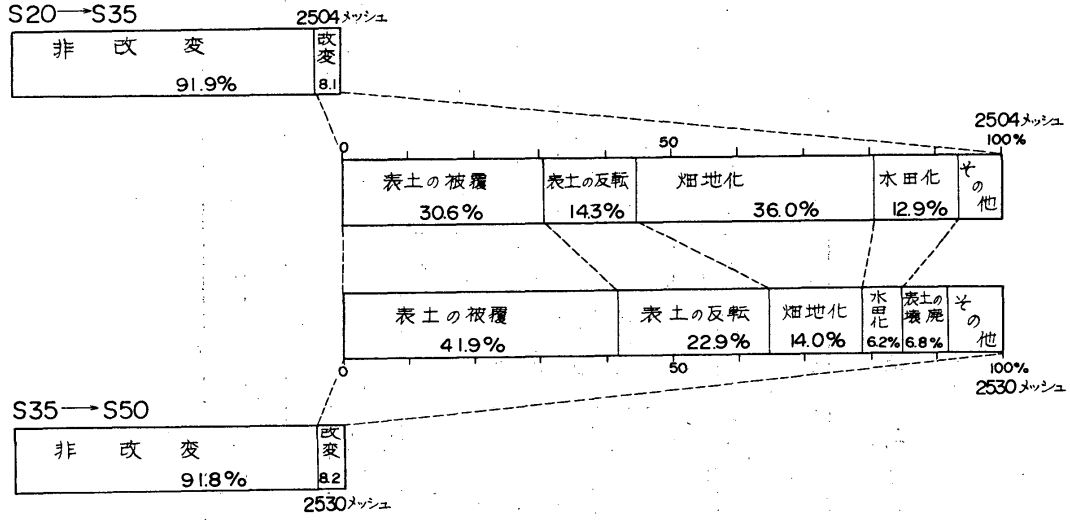 S20→S35
2504メッシュ
非改変
91.9%
改変
8.1
2504メッシュ
0
50
100%
表土の被覆
30.6%
表土の反転
14.3%
畑地化
36.0%
水田化
12.9%
その他
表土の被覆
41.9%
表土の反転
22.9%
畑地化
14.0%
水田化
6.2%
表土の壊廃
6.8%
その他
0
50
100%
2530メッシュ
S35→S50
非改変
91.8%
改変
8.2
2530メッシュ